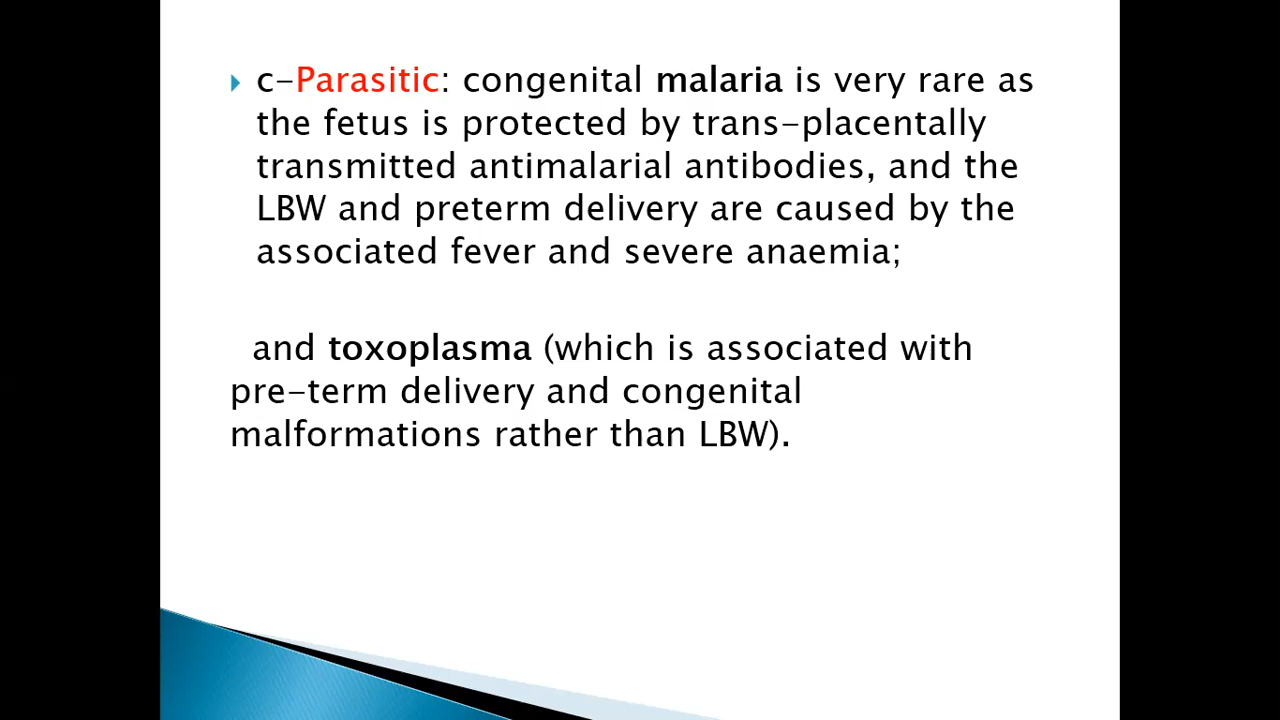 c-Parasitic: congenital malaria is very rare as
the fetus is protected by trans-placentally
transmitted antimalarial antibodies, and the
LBW and preterm delivery are caused by the
associated fever and severe anaemia;
and toxoplasma (which is associated with
pre-term delivery and congenital
malformations rather than LBW).